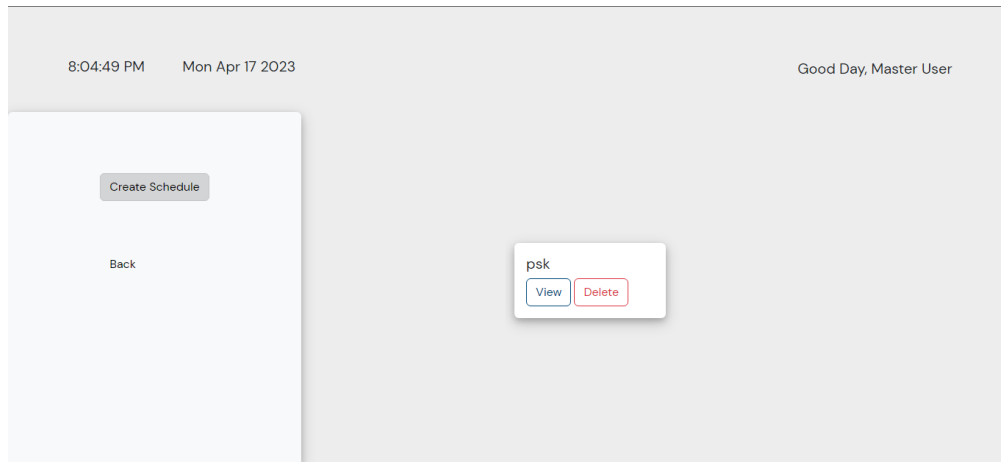 8:04:49 PM Mon Apr 17 2023
Good Day, Master User
Create Schedule
Back
psk
View Delete